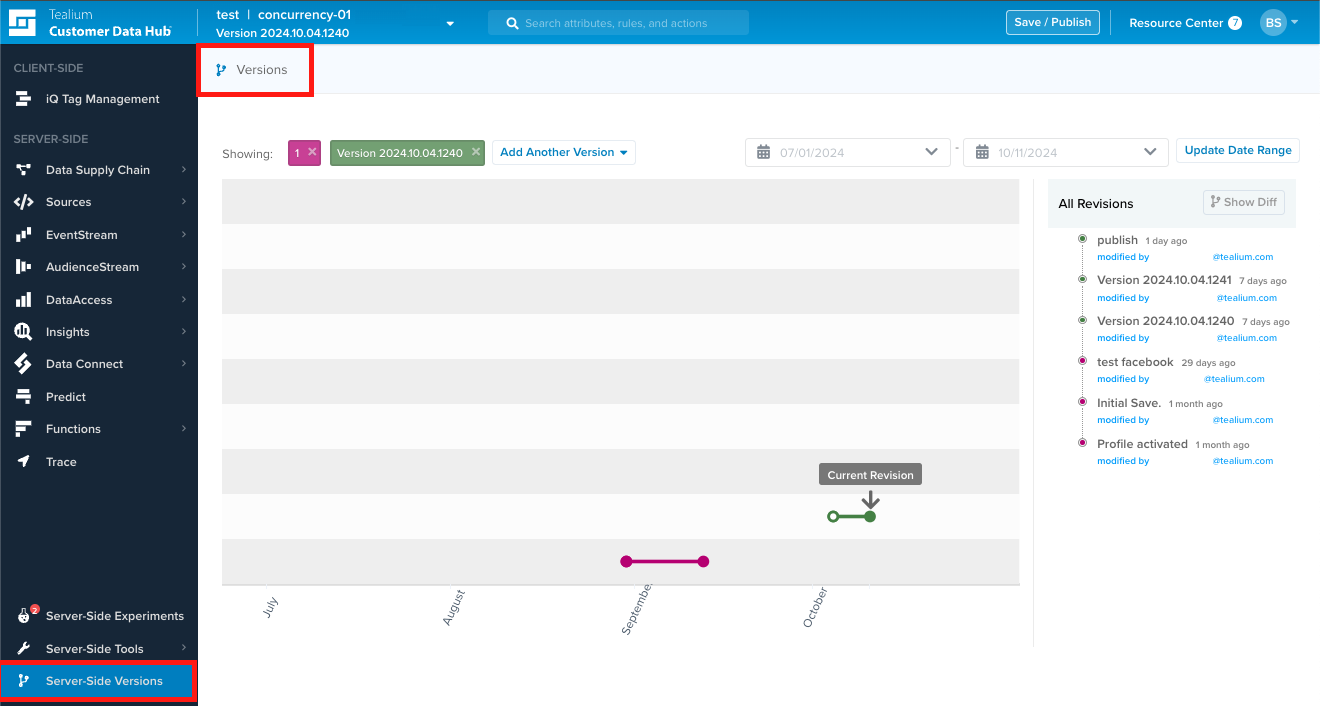 Tealium
Customer Data Hub
test | concurrency-01
Version 2024.10.04.1240
Search attributes, rules, and actions
Save / Publish
Resource Center 7
BS
CLIENT-SIDE
iQ Tag Management
SERVER-SIDE
Data Supply Chain
Sources
EventStream
AudienceStream
DataAccess
Insights
Data Connect
Predict
Functions
Trace
2
Server-Side Experiments
Server-Side Tools
Server-Side Versions
Versions
Showing: 1 × Version 2024.10.04.1240 × Add Another Version
07/01/2024 - 10/11/2024 Update Date Range
Current Revision
July August September October
All Revisions Show Diff
publish 1 day ago
modified by @tealium.com
Version 2024.10.04.1241 7 days ago
modified by @tealium.com
Version 2024.10.04.1240 7 days ago
modified by @tealium.com
test facebook 29 days ago
modified by @tealium.com
Initial Save. 1 month ago
modified by @tealium.com
Profile activated 1 month ago
modified by @tealium.com